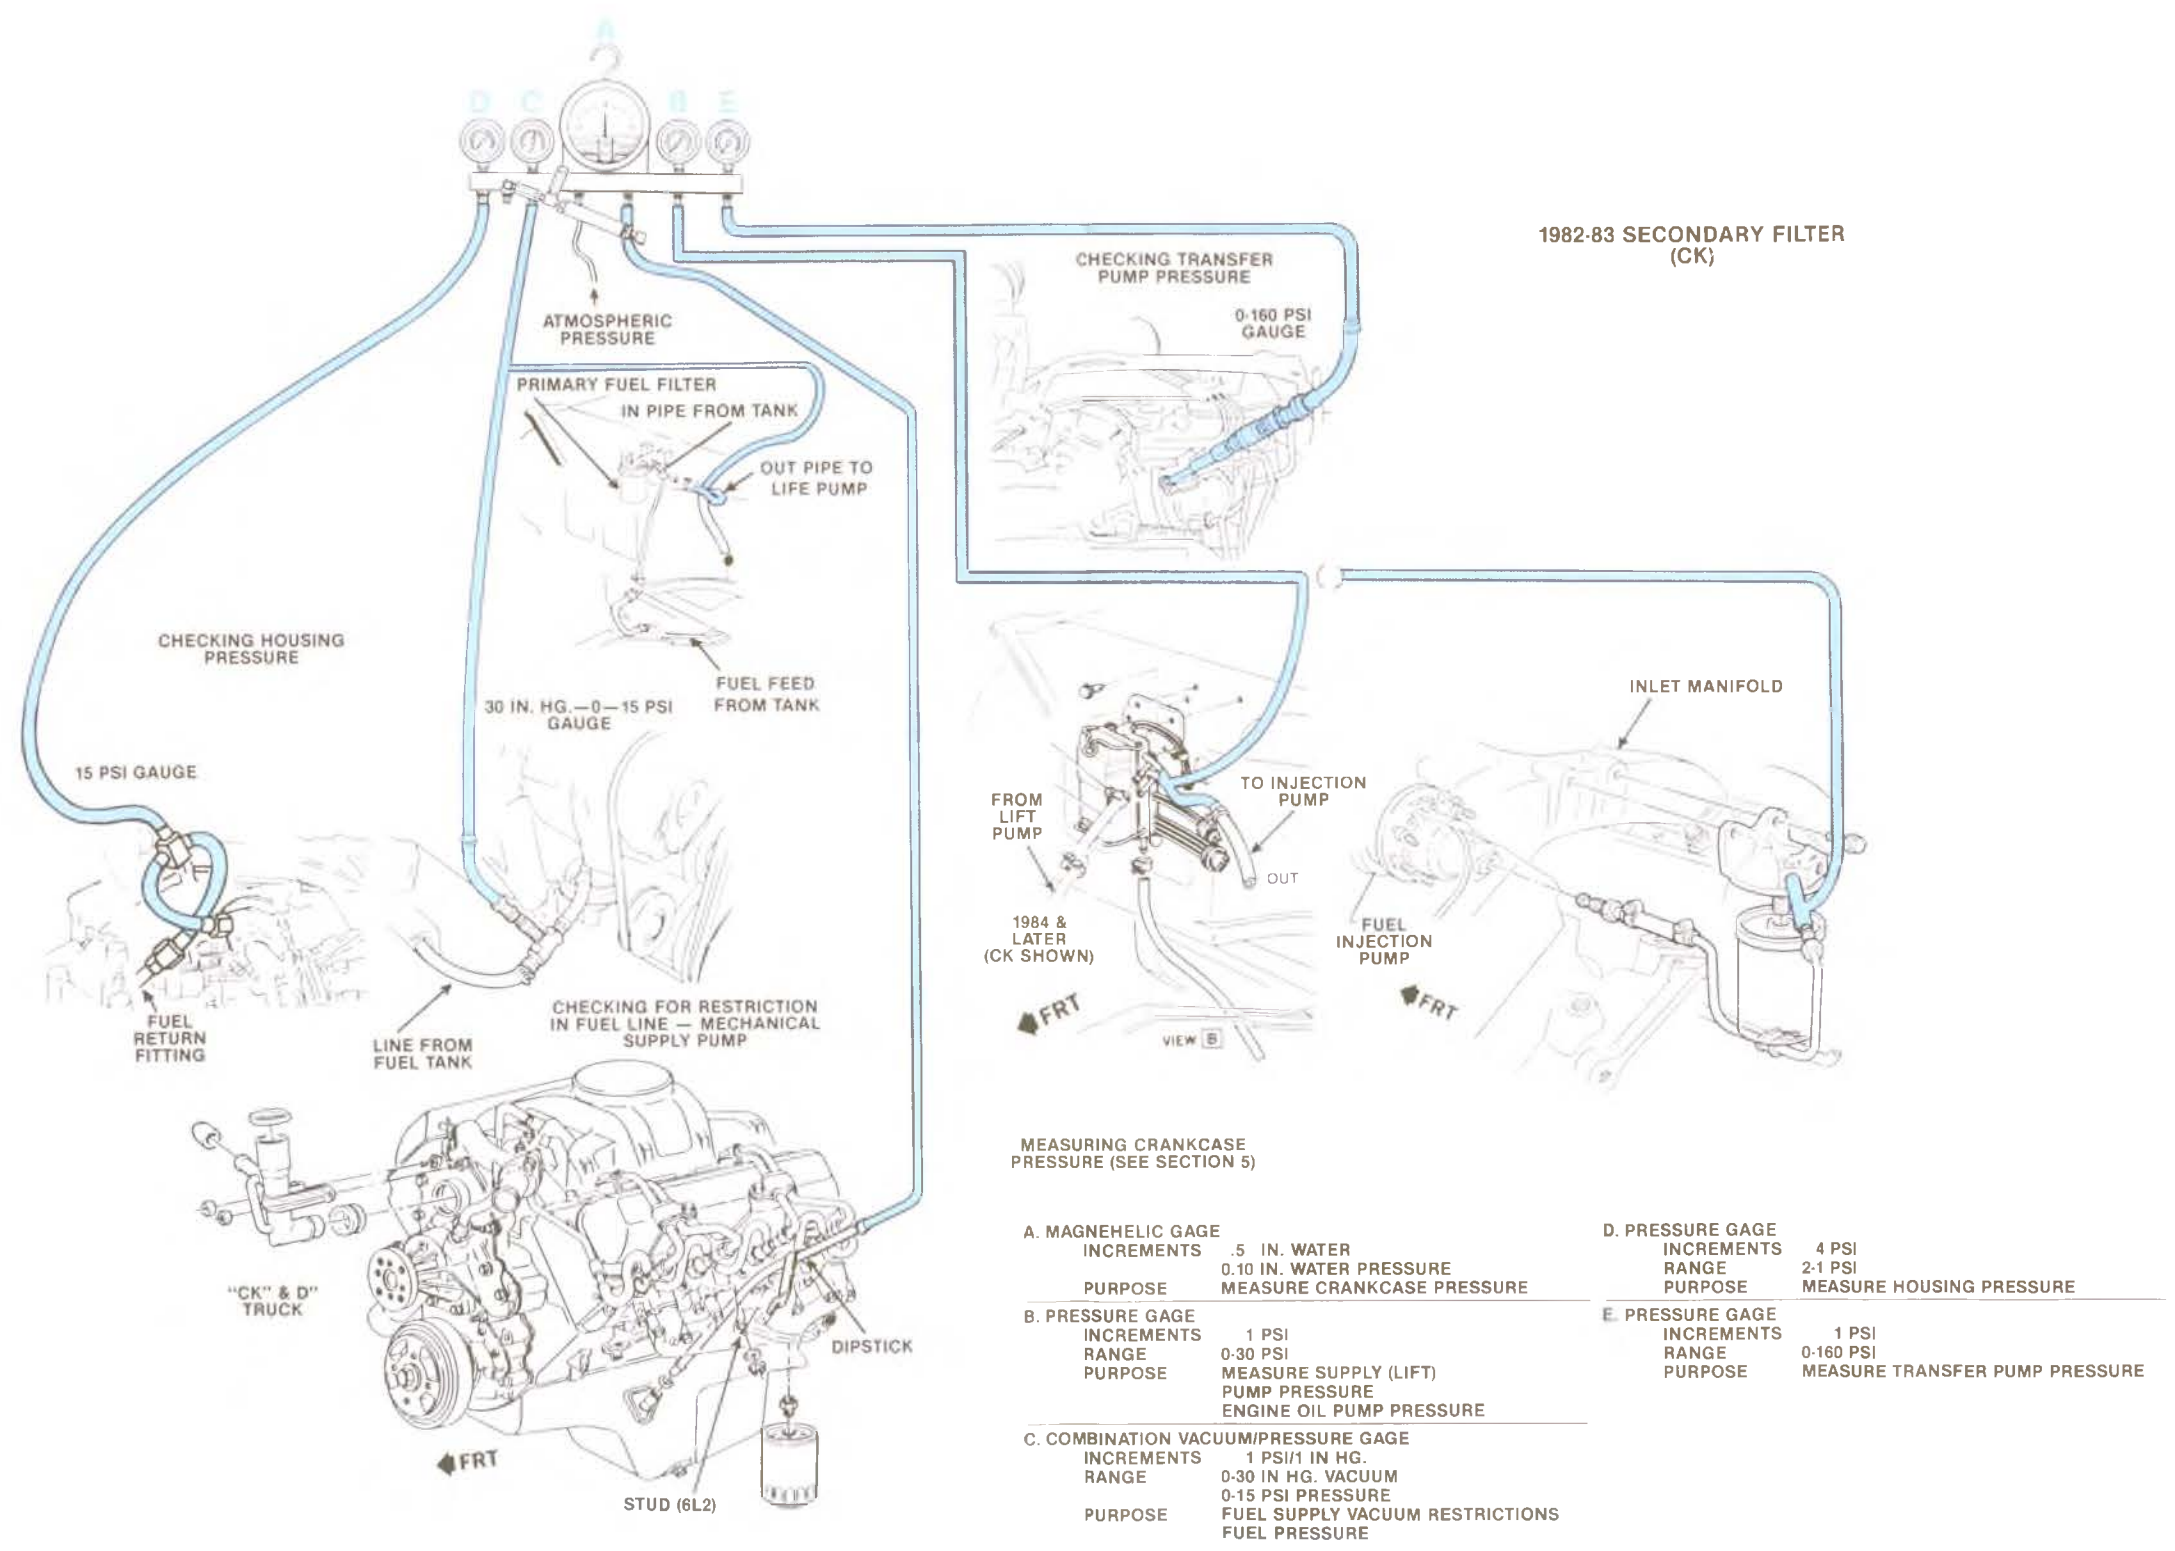 A
D
C
B
E
1982-83 SECONDARY FILTER
(CK)
CHECKING TRANSFER
PUMP PRESSURE
0-160 PSI
GAUGE
ATMOSPHERIC
PRESSURE
PRIMARY FUEL FILTER
IN PIPE FROM TANK
OUT PIPE TO
LIFE PUMP
CHECKING HOUSING
PRESSURE
FUEL FEED
FROM TANK
30 IN. HG.—0—15 PSI
GAUGE
15 PSI GAUGE
INLET MANIFOLD
TO INJECTION
PUMP
FROM
LIFT
PUMP
OUT
1984 &
LATER
(CK SHOWN)
FUEL
INJECTION
PUMP
FRT
FRT
VIEW B
FUEL
RETURN
FITTING
LINE FROM
FUEL TANK
CHECKING FOR RESTRICTION
IN FUEL LINE — MECHANICAL
SUPPLY PUMP
"CK" & D"
TRUCK
DIPSTICK
FRT
STUD (6L2)
MEASURING CRANKCASE
PRESSURE (SEE SECTION 5)
A. MAGNEHELIC GAGE
INCREMENTS .5 IN. WATER
0.10 IN. WATER PRESSURE
PURPOSE MEASURE CRANKCASE PRESSURE
B. PRESSURE GAGE
INCREMENTS 1 PSI
RANGE 0-30 PSI
PURPOSE MEASURE SUPPLY (LIFT)
PUMP PRESSURE
ENGINE OIL PUMP PRESSURE
C. COMBINATION VACUUM/PRESSURE GAGE
INCREMENTS 1 PSI/1 IN HG.
RANGE 0-30 IN HG. VACUUM
0-15 PSI PRESSURE
PURPOSE FUEL SUPPLY VACUUM RESTRICTIONS
FUEL PRESSURE
D. PRESSURE GAGE
INCREMENTS 4 PSI
RANGE 2-1 PSI
PURPOSE MEASURE HOUSING PRESSURE
E. PRESSURE GAGE
INCREMENTS 1 PSI
RANGE 0-160 PSI
PURPOSE MEASURE TRANSFER PUMP PRESSURE